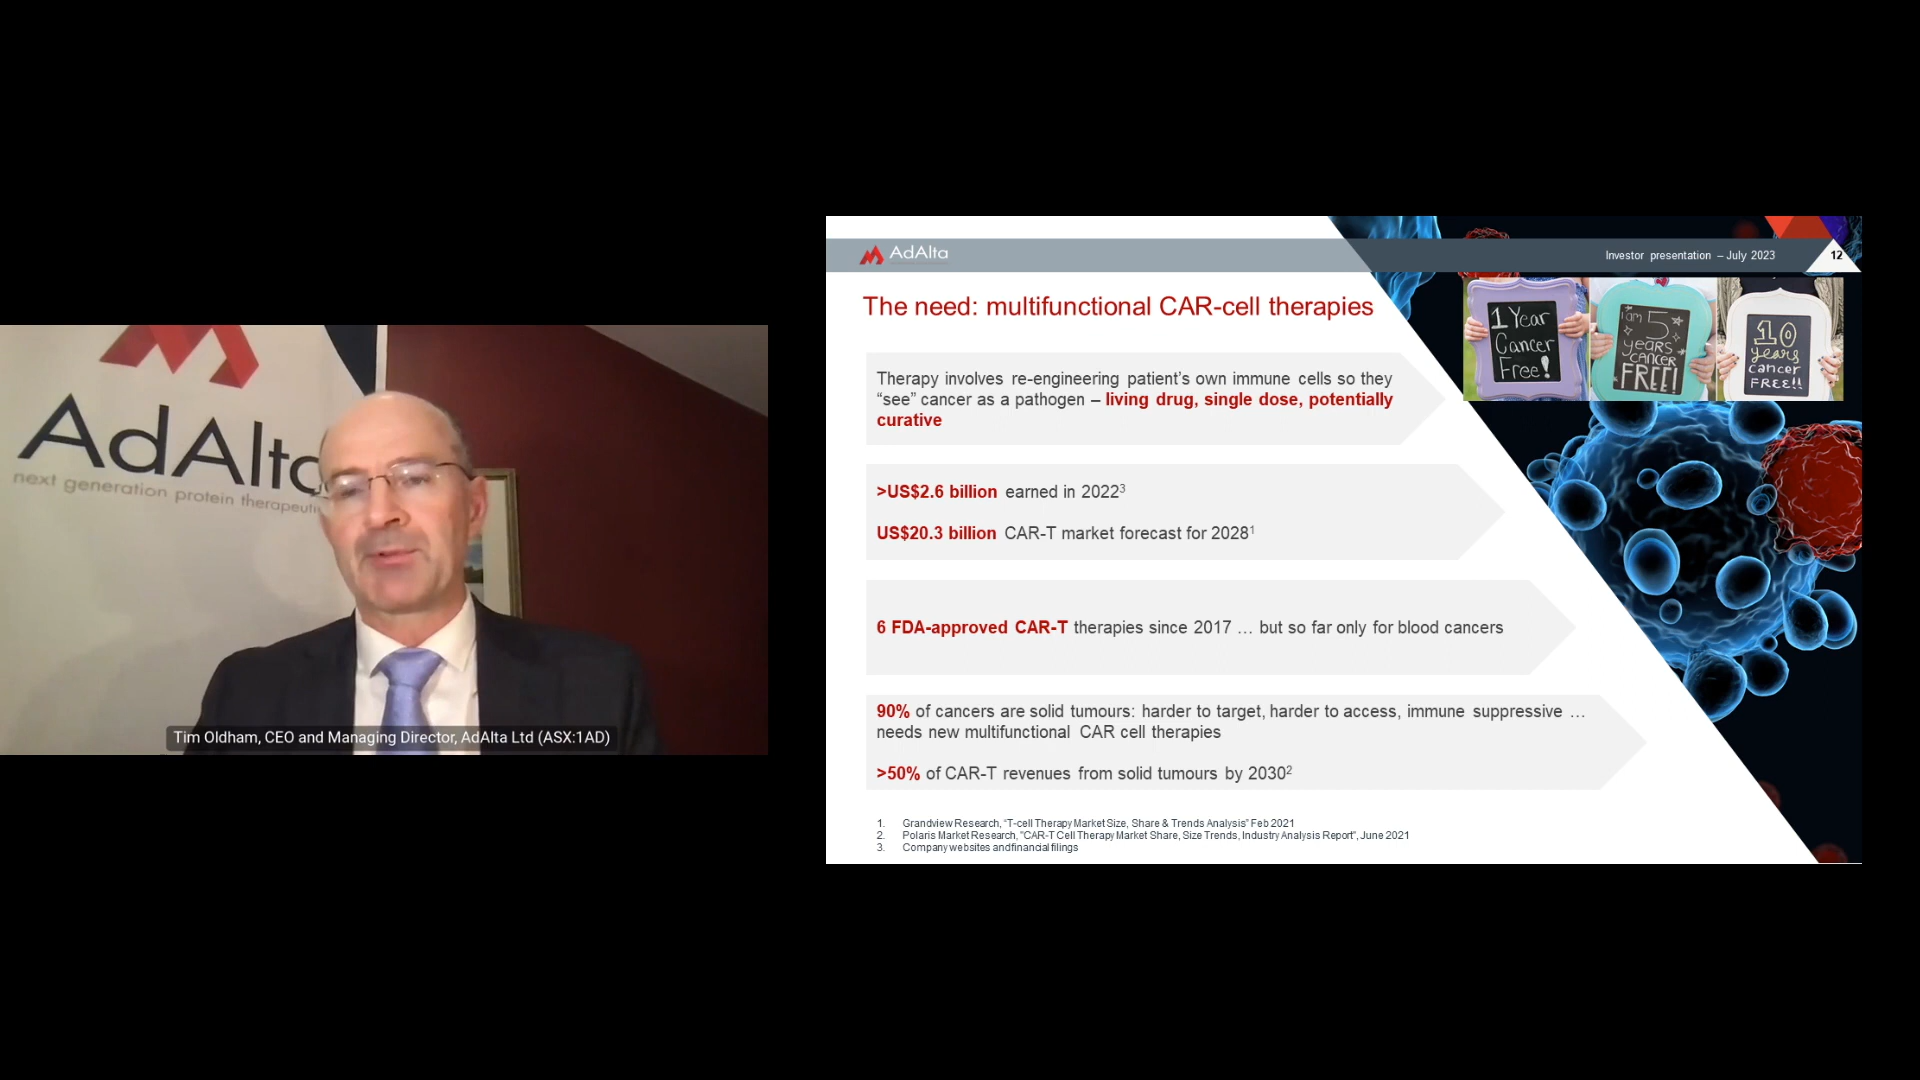 AdAlta
next generation protein therapeuti
Tim Oldham, CEO and Managing Director, AdAlta Ltd (ASX:1AD)
AdAlta
Investor presentation – July 2023
12
The need: multifunctional CAR-cell therapies
1 Year
Cancer
Free!
I am 5
years
CANCER
FREE!
10
years
cancer
FREE!!
Therapy involves re-engineering patient's own immune cells so they
“see” cancer as a pathogen – living drug, single dose, potentially
curative
>US$2.6 billion earned in 2022³
US$20.3 billion CAR-T market forecast for 2028¹
6 FDA-approved CAR-T therapies since 2017 … but so far only for blood cancers
90% of cancers are solid tumours: harder to target, harder to access, immune suppressive …
needs new multifunctional CAR cell therapies
>50% of CAR-T revenues from solid tumours by 2030²
1. Grandview Research, “T-cell Therapy Market Size, Share & Trends Analysis” Feb 2021
2. Polaris Market Research, “CAR-T Cell Therapy Market Share, Size Trends, Industry Analysis Report”, June 2021
3. Company websites and financial filings